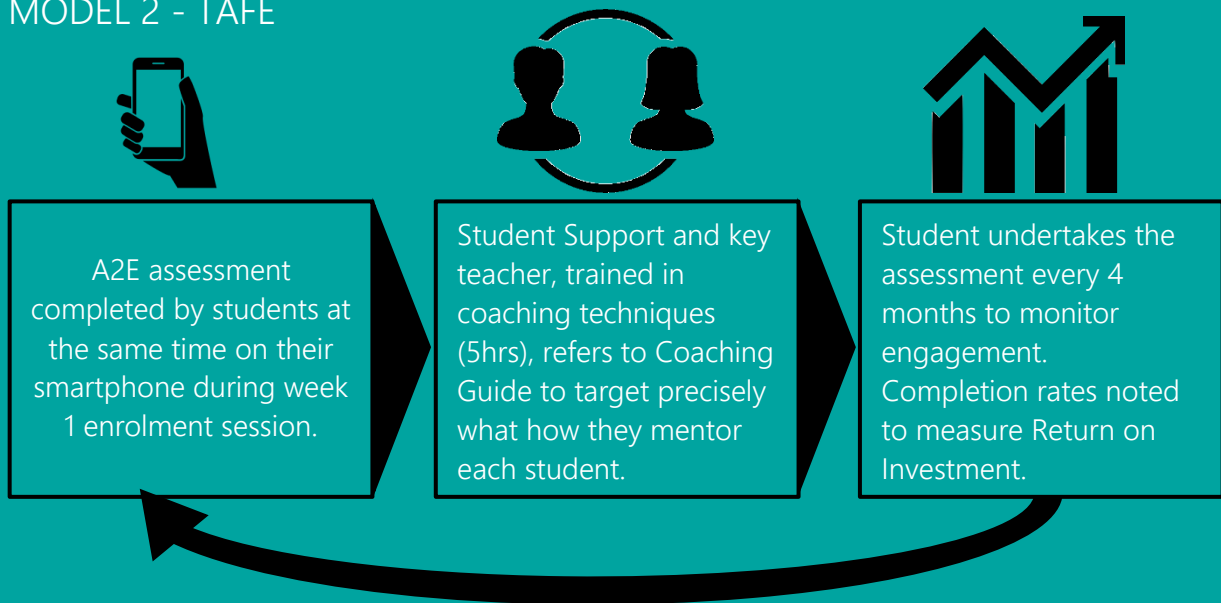 MODEL 2 - TAFE
A2E assessment
completed by students at
the same time on their
smartphone during week
1 enrolment session.
Student Support and key
teacher, trained in
coaching techniques
(5hrs), refers to Coaching
Guide to target precisely
what how they mentor
each student.
Student undertakes the
assessment every 4
months to monitor
engagement.
Completion rates noted
to measure Return on
Investment.